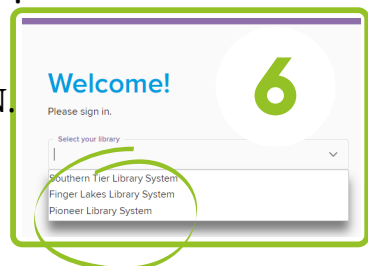 N.
Welcome!
6
Please sign in.
Select your library
Southern Tier Library System
Finger Lakes Library System
Pioneer Library System